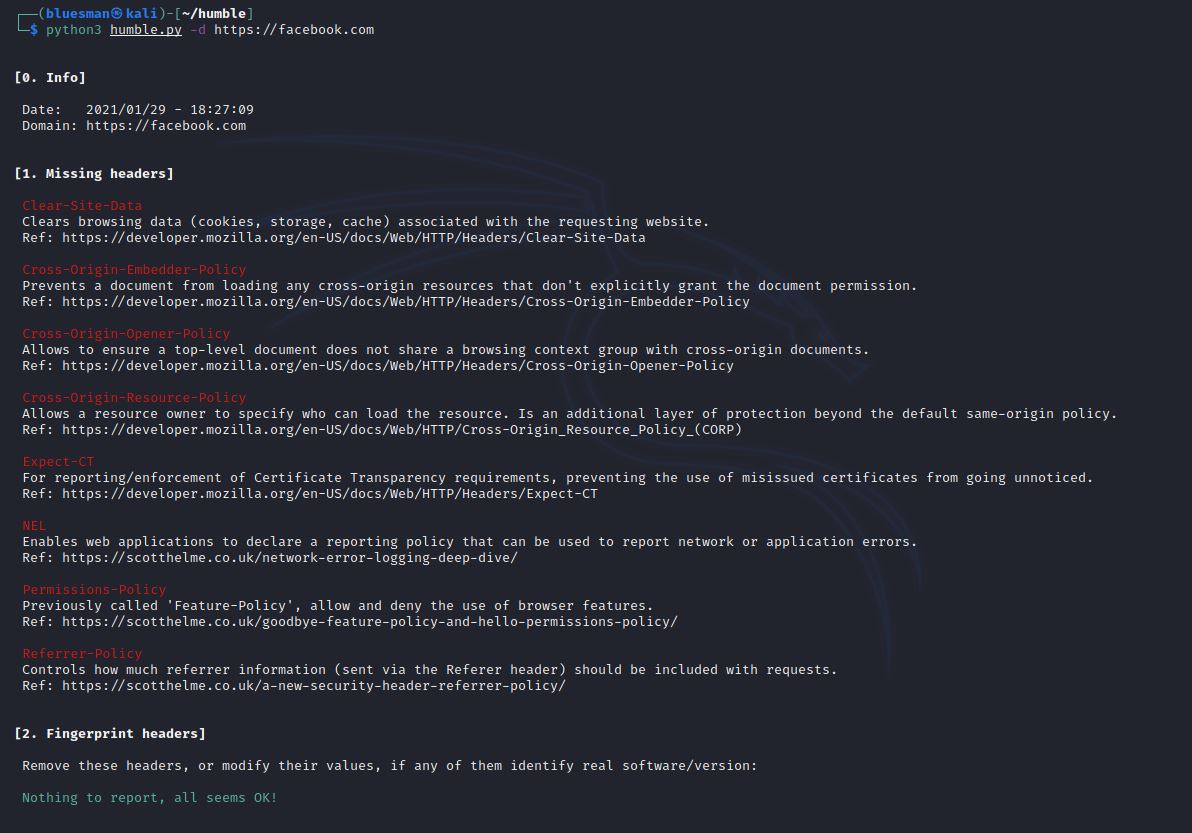 (bluesman㉿kali)-[~/humble]
$ python3 humble.py -d https://facebook.com
[0. Info]
Date:   2021/01/29 - 18:27:09
Domain: https://facebook.com
[1. Missing headers]
Clear-Site-Data
Clears browsing data (cookies, storage, cache) associated with the requesting website.
Ref: https://developer.mozilla.org/en-US/docs/Web/HTTP/Headers/Clear-Site-Data
Cross-Origin-Embedder-Policy
Prevents a document from loading any cross-origin resources that don't explicitly grant the document permission.
Ref: https://developer.mozilla.org/en-US/docs/Web/HTTP/Headers/Cross-Origin-Embedder-Policy
Cross-Origin-Opener-Policy
Allows to ensure a top-level document does not share a browsing context group with cross-origin documents.
Ref: https://developer.mozilla.org/en-US/docs/Web/HTTP/Headers/Cross-Origin-Opener-Policy
Cross-Origin-Resource-Policy
Allows a resource owner to specify who can load the resource. Is an additional layer of protection beyond the default same-origin policy.
Ref: https://developer.mozilla.org/en-US/docs/Web/HTTP/Cross-Origin_Resource_Policy_(CORP)
Expect-CT
For reporting/enforcement of Certificate Transparency requirements, preventing the use of misissued certificates from going unnoticed.
Ref: https://developer.mozilla.org/en-US/docs/Web/HTTP/Headers/Expect-CT
NEL
Enables web applications to declare a reporting policy that can be used to report network or application errors.
Ref: https://scotthelme.co.uk/network-error-logging-deep-dive/
Permissions-Policy
Previously called 'Feature-Policy', allow and deny the use of browser features.
Ref: https://scotthelme.co.uk/goodbye-feature-policy-and-hello-permissions-policy/
Referrer-Policy
Controls how much referrer information (sent via the Referer header) should be included with requests.
Ref: https://scotthelme.co.uk/a-new-security-header-referrer-policy/
[2. Fingerprint headers]
Remove these headers, or modify their values, if any of them identify real software/version:
Nothing to report, all seems OK!